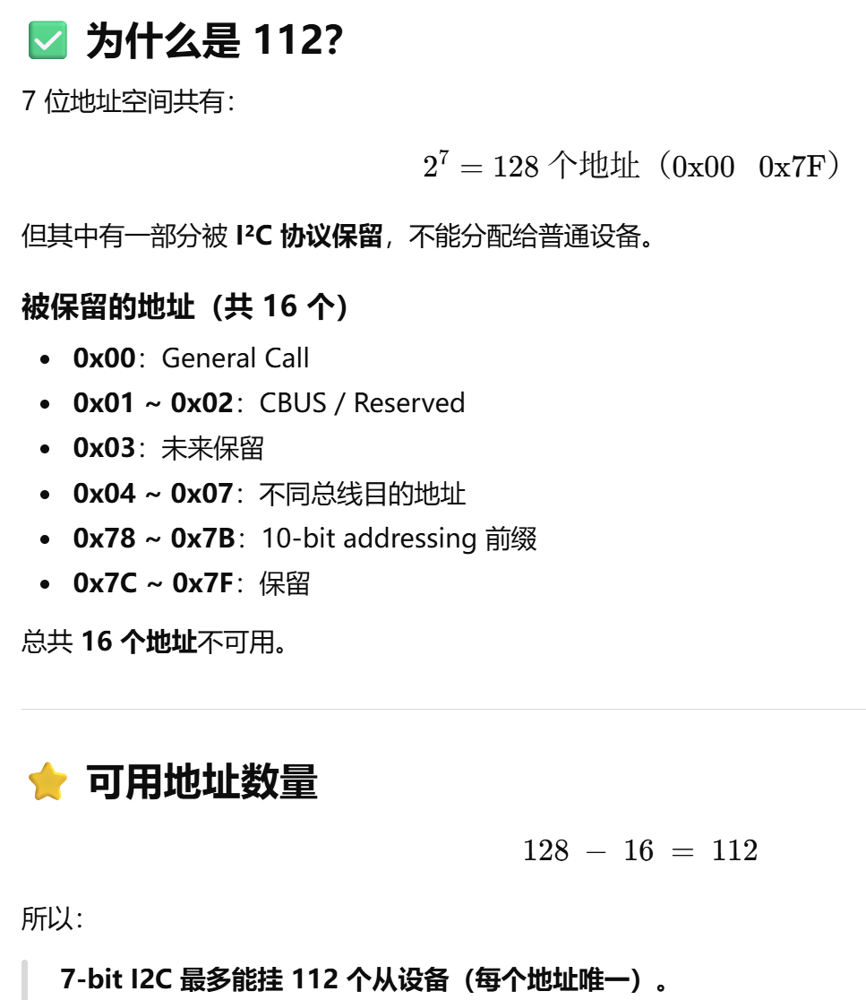 ✅ 为什么是 112？
7 位地址空间共有：
2⁷ = 128 个地址（0x00 0x7F）
但其中有一部分被 I²C 协议保留，不能分配给普通设备。
被保留的地址（共 16 个）
• 0x00：General Call
• 0x01 ~ 0x02：CBUS / Reserved
• 0x03：未来保留
• 0x04 ~ 0x07：不同总线目的地址
• 0x78 ~ 0x7B：10-bit addressing 前缀
• 0x7C ~ 0x7F：保留
总共 16 个地址不可用。
⭐ 可用地址数量
128 − 16 = 112
所以：
7-bit I2C 最多能挂 112 个从设备（每个地址唯一）。